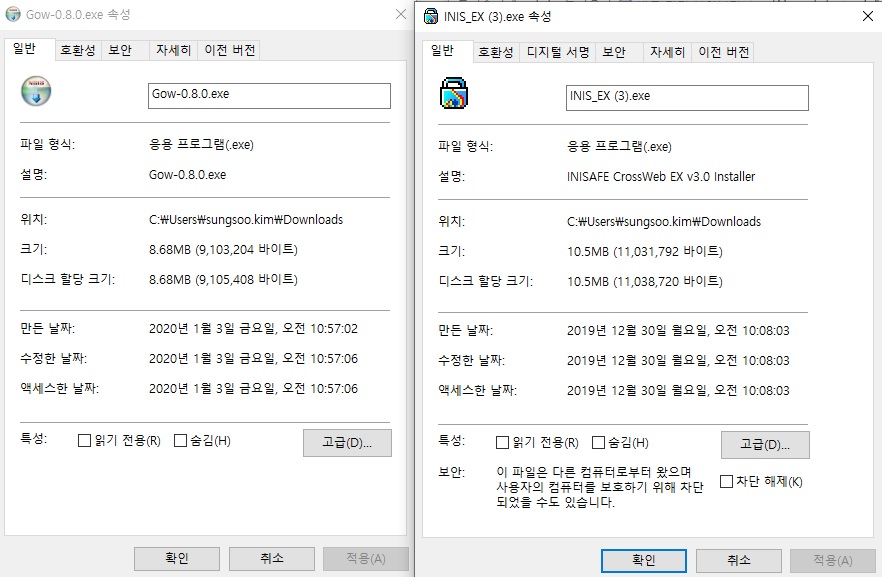 Gow-0.8.0.exe 속성
일반
호환성
보안
자세히
이전 버전
Gow-0.8.0.exe
파일 형식: 응용 프로그램(.exe)
설명: Gow-0.8.0.exe
위치: C:₩Users₩sungsoo.kim₩Downloads
크기: 8.68MB (9,103,204 바이트)
디스크 할당 크기: 8.68MB (9,105,408 바이트)
만든 날짜: 2020년 1월 3일 금요일, 오전 10:57:02
수정한 날짜: 2020년 1월 3일 금요일, 오전 10:57:06
액세스한 날짜: 2020년 1월 3일 금요일, 오전 10:57:06
특성: 읽기 전용(R) 숨김(H) 고급(D)...
확인 취소 적용(A)
INIS_EX (3).exe 속성
일반
호환성
디지털 서명
보안
자세히
이전 버전
INIS_EX (3).exe
파일 형식: 응용 프로그램(.exe)
설명: INISAFE CrossWeb EX v3.0 Installer
위치: C:₩Users₩sungsoo.kim₩Downloads
크기: 10.5MB (11,031,792 바이트)
디스크 할당 크기: 10.5MB (11,038,720 바이트)
만든 날짜: 2019년 12월 30일 월요일, 오전 10:08:03
수정한 날짜: 2019년 12월 30일 월요일, 오전 10:08:03
액세스한 날짜: 2019년 12월 30일 월요일, 오전 10:08:03
특성: 읽기 전용(R) 숨김(H) 고급(D)...
보안: 이 파일은 다른 컴퓨터로부터 왔으며
사용자의 컴퓨터를 보호하기 위해 차단 차단 해제(K)
되었을 수도 있습니다.
확인 취소 적용(A)